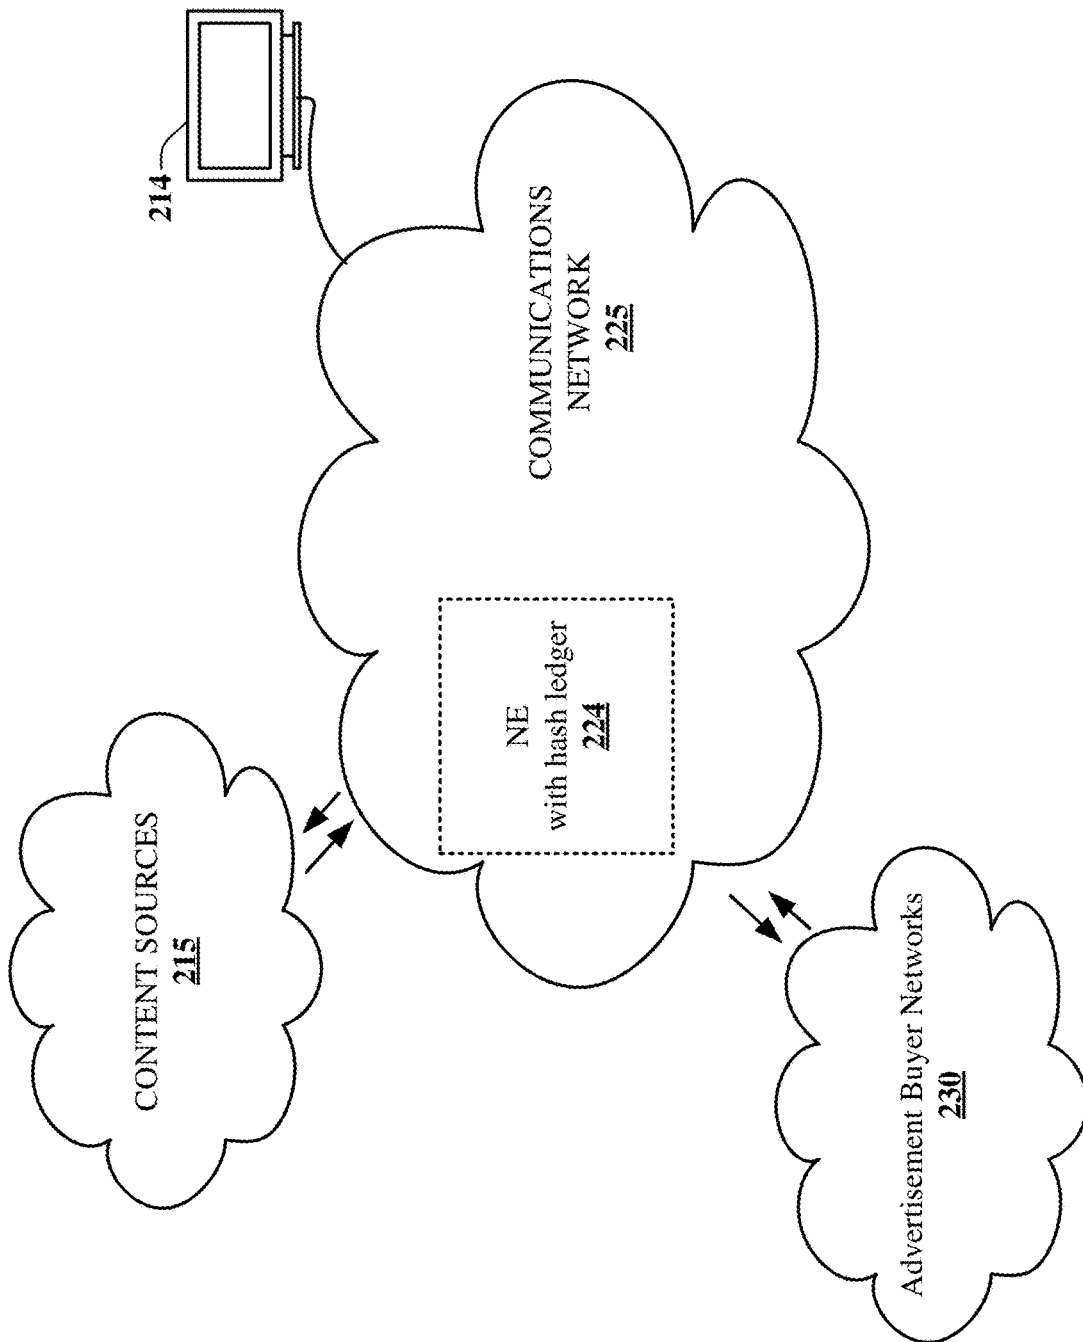 214
COMMUNICATIONS
NETWORK
225
NE
with hash ledger
224
CONTENT SOURCES
215
Advertisement Buyer Networks
230